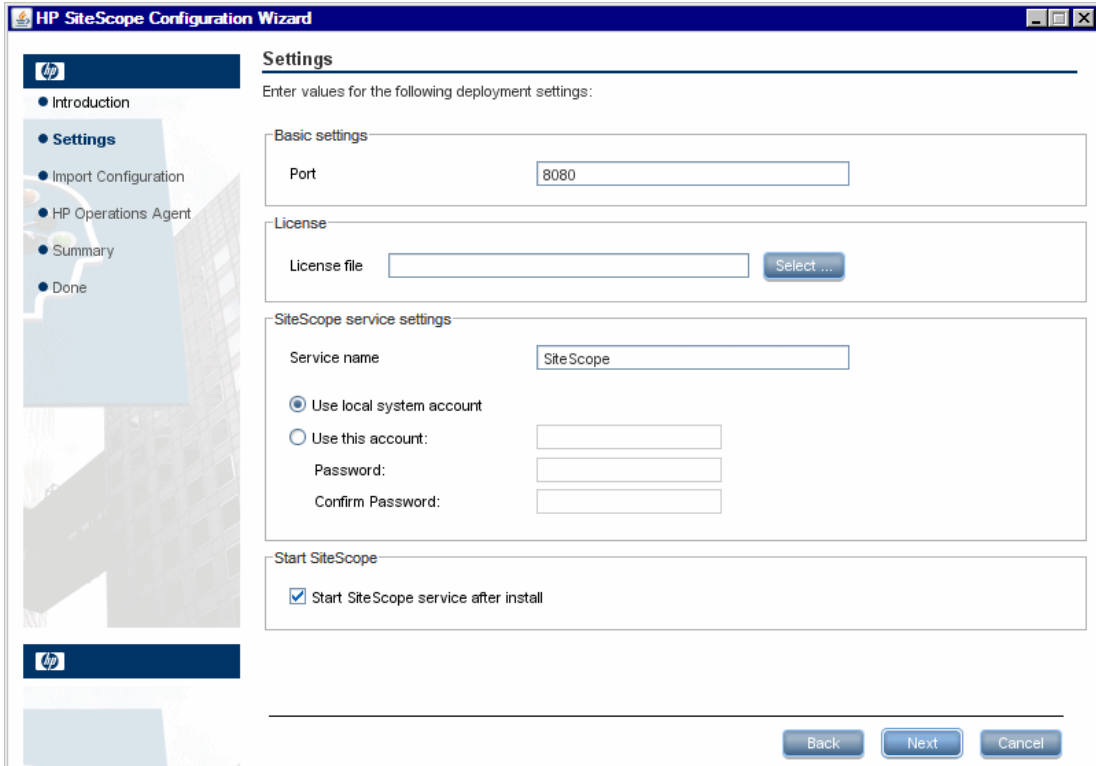 HP SiteScope Configuration Wizard
hp
Introduction
Settings
Import Configuration
HP Operations Agent
Summary
Done
hp
Settings
Enter values for the following deployment settings:
Basic settings
Port 8080
License
License file Select ...
SiteScope service settings
Service name SiteScope
Use local system account
Use this account:
Password:
Confirm Password:
Start SiteScope
Start SiteScope service after install
Back Next Cancel